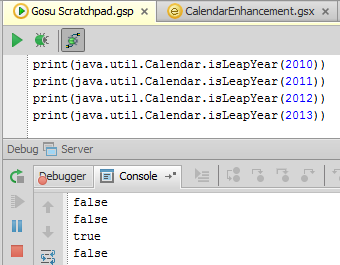 Gosu Scratchpad.gsp × CalendarEnhancement.gsx ×
print(java.util.Calendar.isLeapYear(2010))
print(java.util.Calendar.isLeapYear(2011))
print(java.util.Calendar.isLeapYear(2012))
print(java.util.Calendar.isLeapYear(2013))
Debug Server
Debugger Console
false
false
true
false